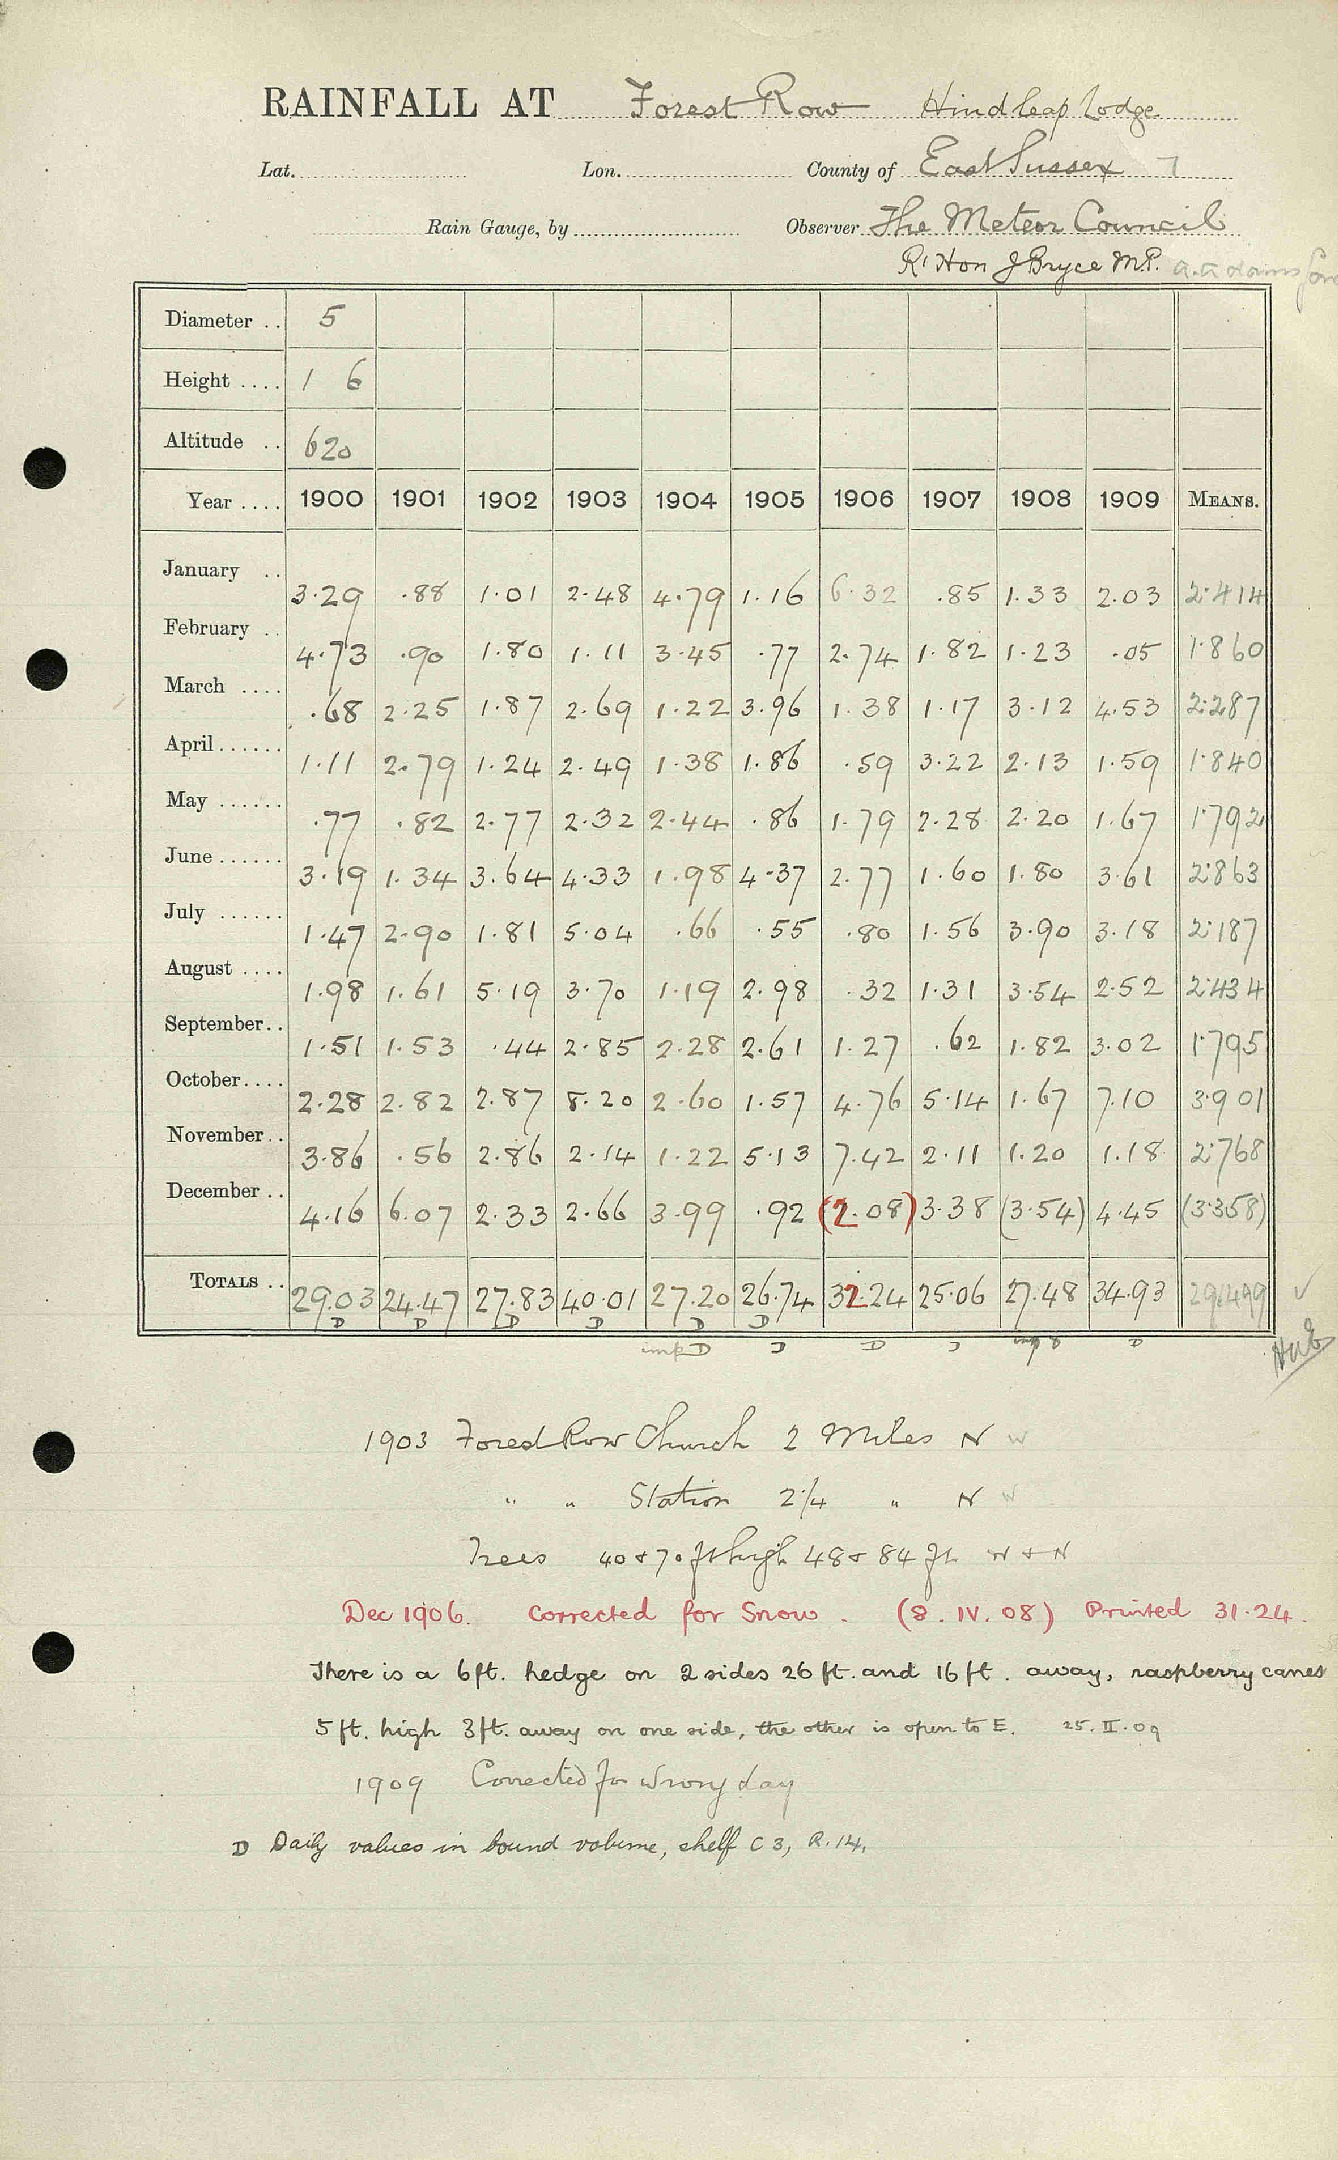 RAINFALL AT Forest Row Hindleap Lodge
Lat. Lon. County of East Sussex 7
Rain Gauge, by Observer The Meteor Council
Rt Hon J Bryce M.P.
Diameter .. 5
Height .... 1 6
Altitude .. 620
Year .... 1900 1901 1902 1903 1904 1905 1906 1907 1908 1909 MEANS.
January .. 3.29 .88 1.01 2.48 4.79 1.16 6.32 .85 1.33 2.03 2.414
February .. 4.73 .90 1.80 1.11 3.45 .77 2.74 1.82 1.23 .05 1.860
March .... .68 2.25 1.87 2.69 1.22 3.96 1.38 1.17 3.12 4.53 2.287
April ...... 1.11 2.79 1.24 2.49 1.38 1.86 .59 3.22 2.13 1.59 1.840
May ...... .77 .82 2.77 2.32 2.44 .86 1.79 2.28 2.20 1.67 1.792
June ...... 3.19 1.34 3.64 4.33 1.98 4.37 2.77 1.60 1.80 3.61 2.863
July ...... 1.47 2.90 1.81 5.04 .66 .55 .80 1.56 3.90 3.18 2.187
August .... 1.98 1.61 5.19 3.70 1.19 2.98 .32 1.31 3.54 2.52 2.434
September.. 1.51 1.53 .44 2.85 2.28 2.61 1.27 .62 1.82 3.02 1.795
October.... 2.28 2.82 2.87 8.20 2.60 1.57 4.76 5.14 1.67 7.10 3.901
November.. 3.86 .56 2.86 2.14 1.22 5.13 7.42 2.11 1.20 1.18 2.768
December .. 4.16 6.07 2.33 2.66 3.99 .92 (2.08) 3.38 (3.54) 4.45 (3.358)
TOTALS .. 29.03 24.47 27.83 40.01 27.20 26.74 32.24 25.06 27.48 34.93 29.499 ✓
D D D D D D
imp D D D D D
1903 Forest Row Church 2 Miles N W
" " Station 2¼ " N W
Trees 40 & 70 ft high 48 & 84 ft W & N
Dec 1906. Corrected for Snow. (8.IV.08) Printed 31.24.
There is a 6ft. hedge on 2 sides 26 ft. and 16 ft. away, raspberry canes
5 ft. high 3ft. away on one side, the other is open to E. 25.II.09
1909 Corrected for wrong day
D Daily values in bound volume, shelf C 3, R.14.